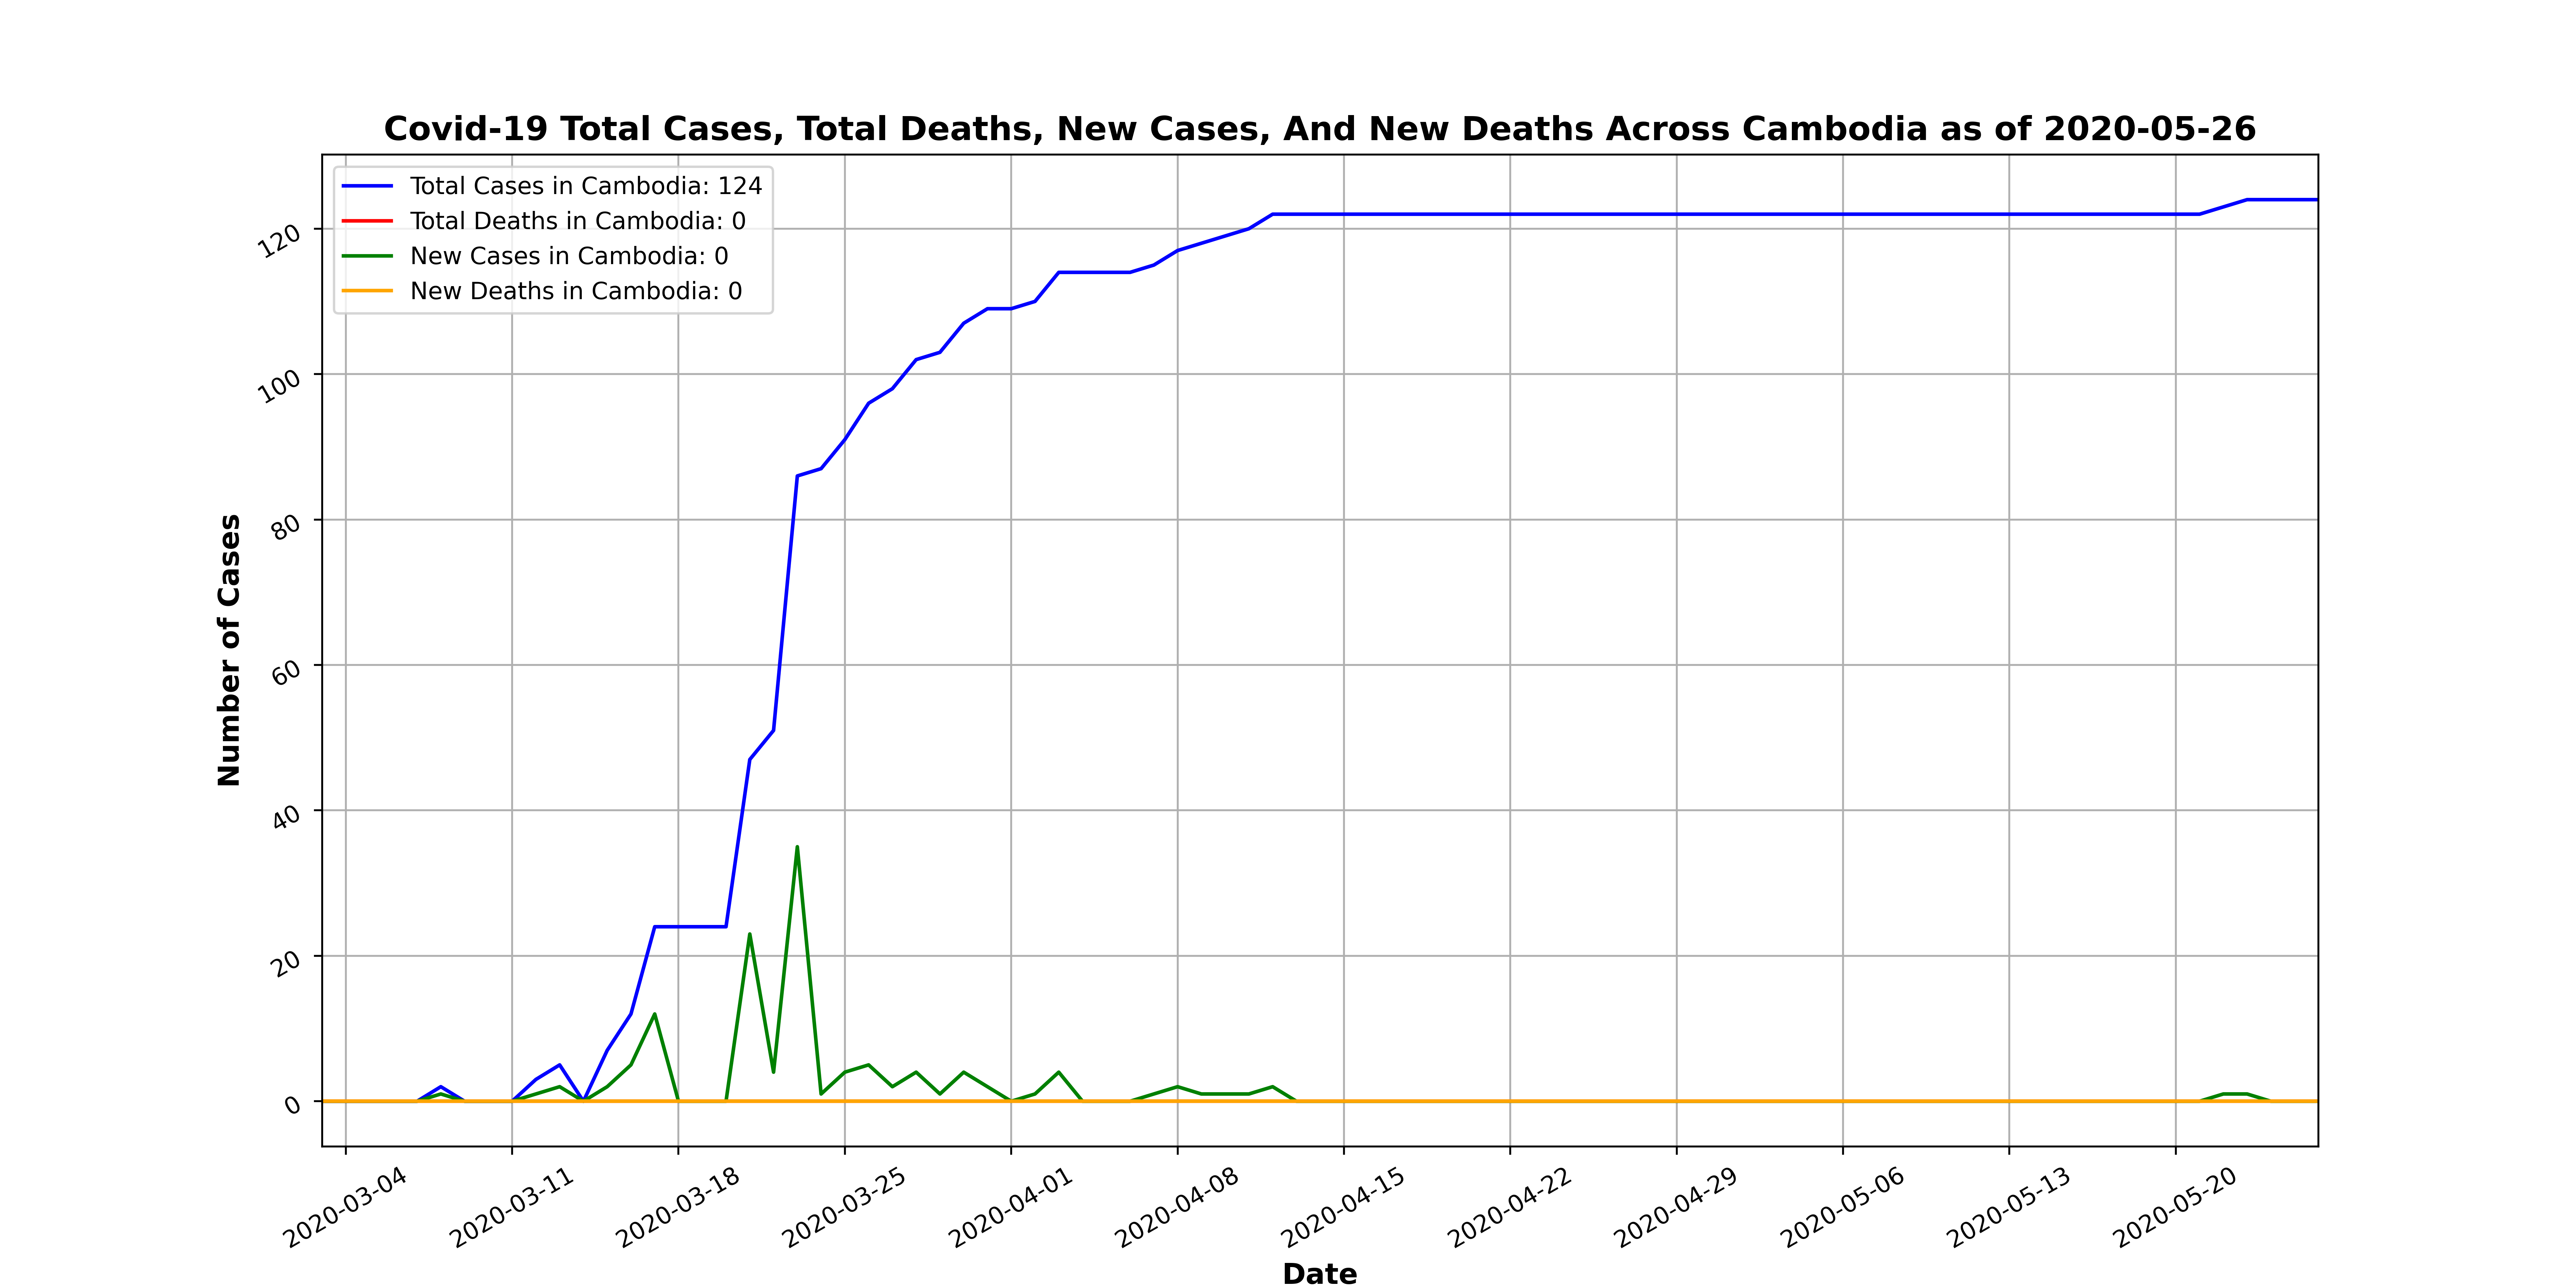 Covid-19 Total Cases, Total Deaths, New Cases, And New Deaths Across Cambodia as of 2020-05-26
Total Cases in Cambodia: 124
Total Deaths in Cambodia: 0
New Cases in Cambodia: 0
New Deaths in Cambodia: 0
Number of Cases
120
100
80
60
40
20
0
2020-03-04
2020-03-11
2020-03-18
2020-03-25
2020-04-01
2020-04-08
2020-04-15
2020-04-22
2020-04-29
2020-05-06
2020-05-13
2020-05-20
Date